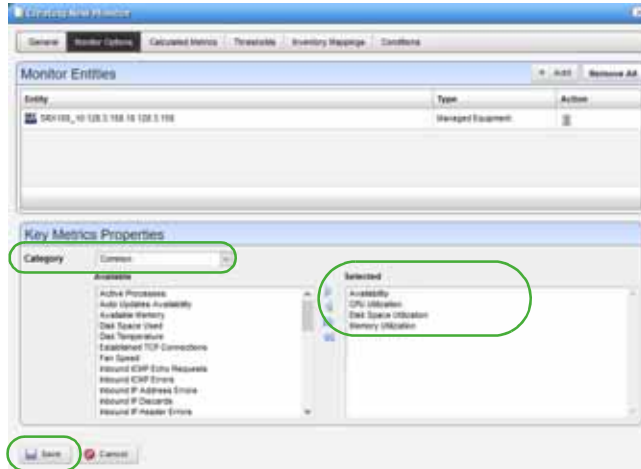 Creating New Monitor
General Monitor Options Calculated Metrics Thresholds Inventory Mappings Conditions
Monitor Entities + Add Remove All
Entity Type Action
Managed Equipment
Key Metrics Properties
Category Common
Available Selected
Active Processes
Auto Updates Availability
Available Memory
Disk Space Used
Disk Temperature
Established TCP Connections
Fan Speed
Inbound ICMP Echo Requests
Inbound ICMP Errors
Inbound IP Address Errors
Inbound IP Discards
Inbound IP Header Errors
Availability
CPU Utilization
Disk Space Utilization
Memory Utilization
Save Cancel